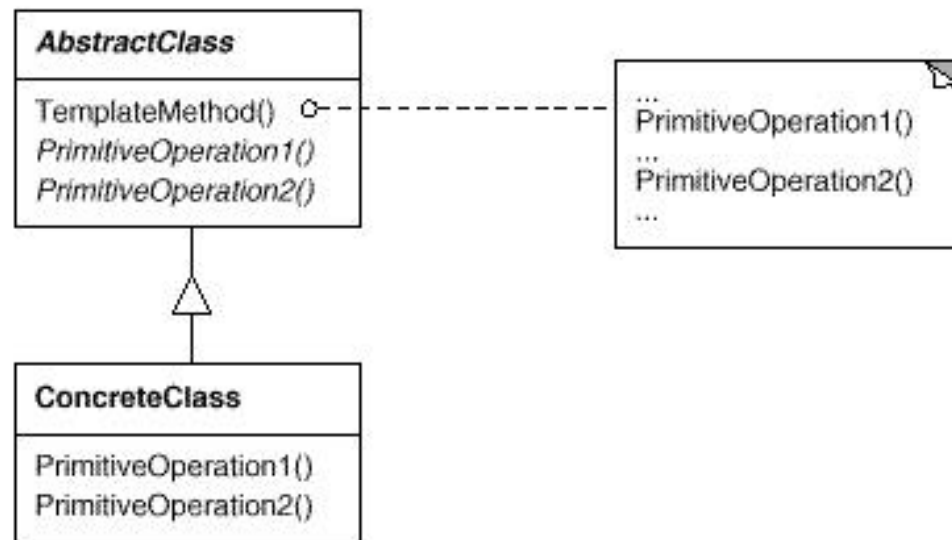 AbstractClass
TemplateMethod()
PrimitiveOperation1()
PrimitiveOperation2()
...
PrimitiveOperation1()
...
PrimitiveOperation2()
...
ConcreteClass
PrimitiveOperation1()
PrimitiveOperation2()